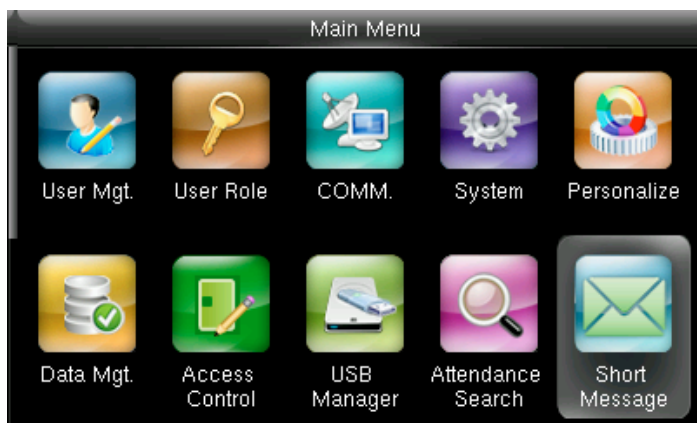 Main Menu
User Mgt.
User Role
COMM.
System
Personalize
Data Mgt.
Access
Control
USB
Manager
Attendance
Search
Short
Message